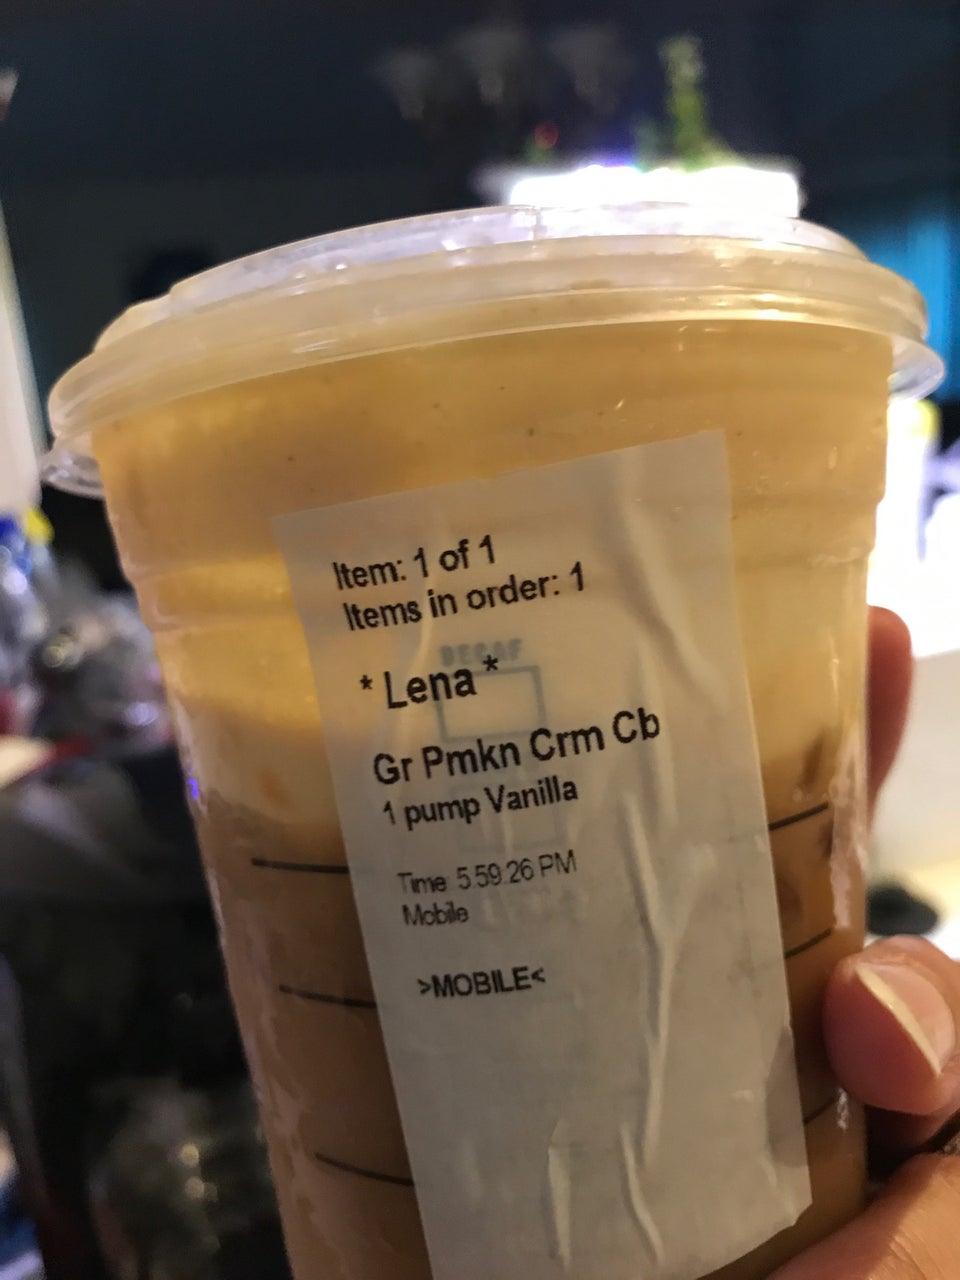 Item: 1 of 1
Items in order: 1
DECAF
* Lena *
Gr Pmkn Crm Cb
1 pump Vanilla
Time: 5:59:26 PM
Mobile
>MOBILE<